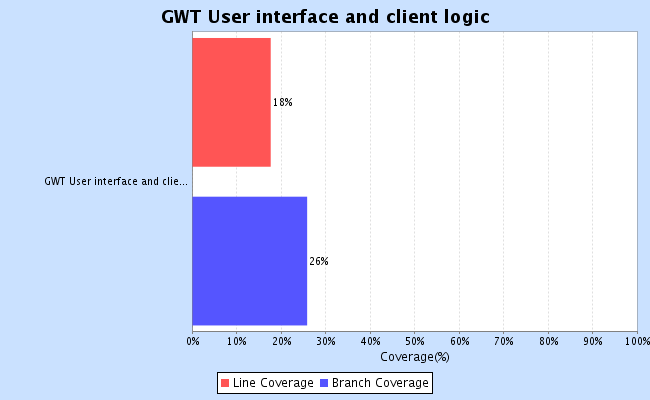 GWT User interface and client logic
18%
GWT User interface and clie...
26%
0% 10% 20% 30% 40% 50% 60% 70% 80% 90% 100%
Coverage(%)
Line Coverage Branch Coverage